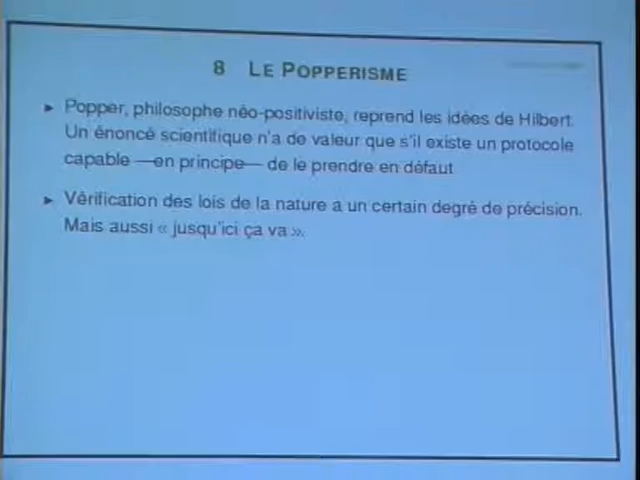 8 LE POPPERISME
► Popper, philosophe néo-positiviste, reprend les idées de Hilbert.
Un énoncé scientifique n'a de valeur que s'il existe un protocole
capable —en principe— de le prendre en défaut.
► Vérification des lois de la nature a un certain degré de précision.
Mais aussi « jusqu'ici ça va ».